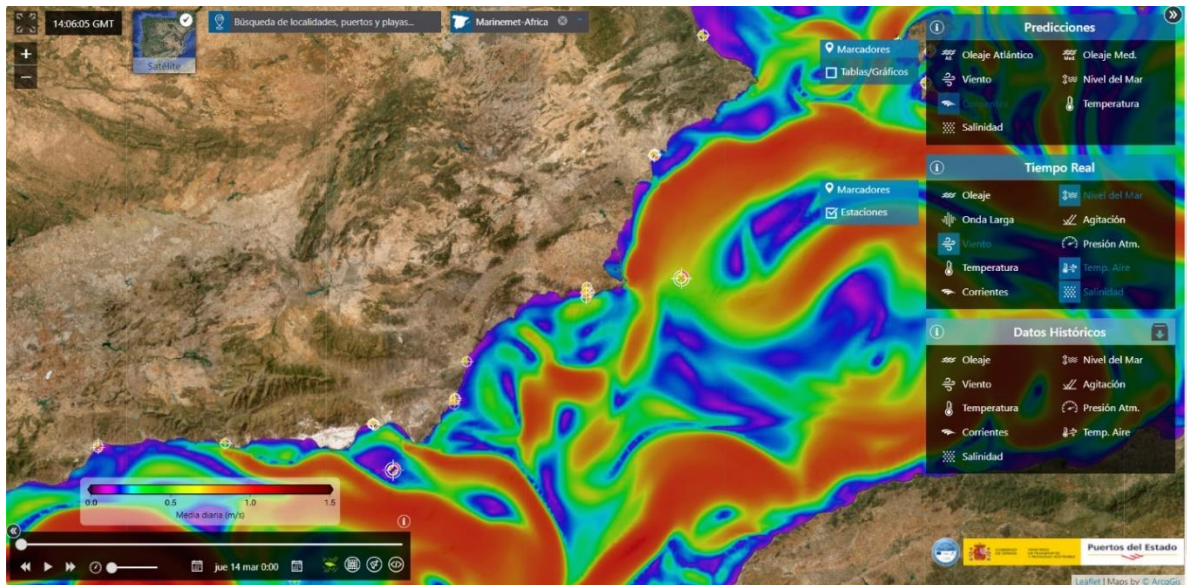 14:06:05 GMT
Satélite
Búsqueda de localidades, puertos y playas...
Marinemet-Africa
Marcadores
Tablas/Gráficos
Predicciones
Oleaje Atlántico
Oleaje Med.
Viento
Nivel del Mar
Corrientes
Temperatura
Salinidad
Marcadores
Estaciones
Tiempo Real
Oleaje
Nivel del Mar
Onda Larga
Agitación
Viento
Presión Atm.
Temperatura
Temp. Aire
Corrientes
Salinidad
Datos Históricos
Oleaje
Nivel del Mar
Viento
Agitación
Temperatura
Presión Atm.
Corrientes
Temp. Aire
Salinidad
0.0 0.5 1.0 1.5
Media diaria (m/s)
jue 14 mar 0:00
Puertos del Estado
Leaflet | Maps by © ArcGIS